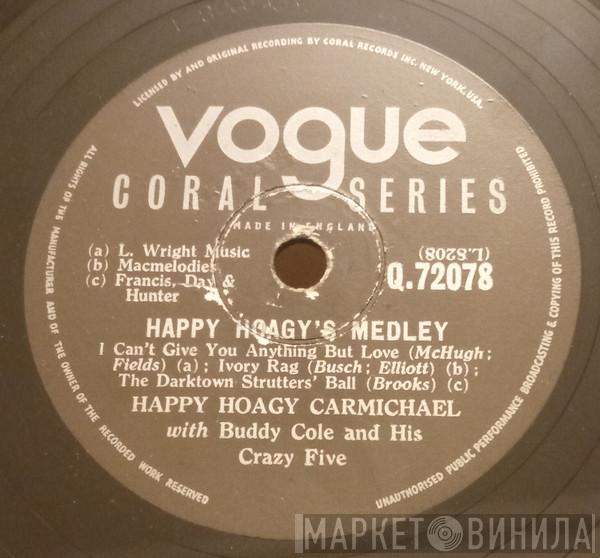 LICENSED BY AND ORIGINAL RECORDING BY CORAL RECORDS INC. NEW YORK, USA.
vogue
CORAL SERIES
MADE IN ENGLAND
(a) L. Wright Music
(b) Macmelodies
(c) Francis, Day &
Hunter
(L.8208)
Q.72078
HAPPY HOAGY'S MEDLEY
I Can't Give You Anything But Love (McHugh;
Fields) (a); Ivory Rag (Busch; Elliott) (b);
The Darktown Strutters' Ball (Brooks) (c)
HAPPY HOAGY CARMICHAEL
with Buddy Cole and His
Crazy Five
ALL RIGHTS OF THE MANUFACTURER AND OF THE OWNER OF THE RECORDED WORK RESERVED
UNAUTHORISED PUBLIC PERFORMANCE BROADCASTING & COPYING OF THIS RECORD PROHIBITED
МАРКЕТ ВИНИЛА